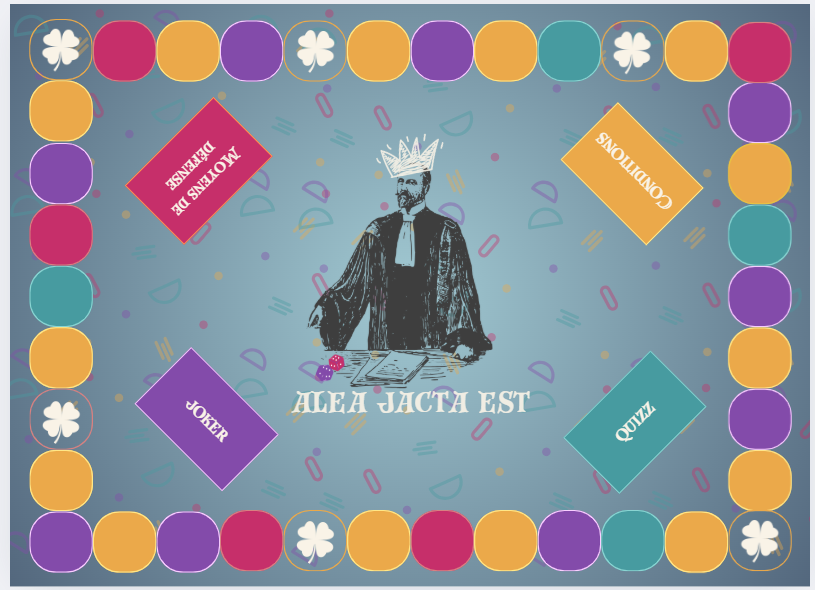 MOYENS DE
DÉFENSE
CONDITIONS
ALEA JACTA EST
JOKER
QUIZZ